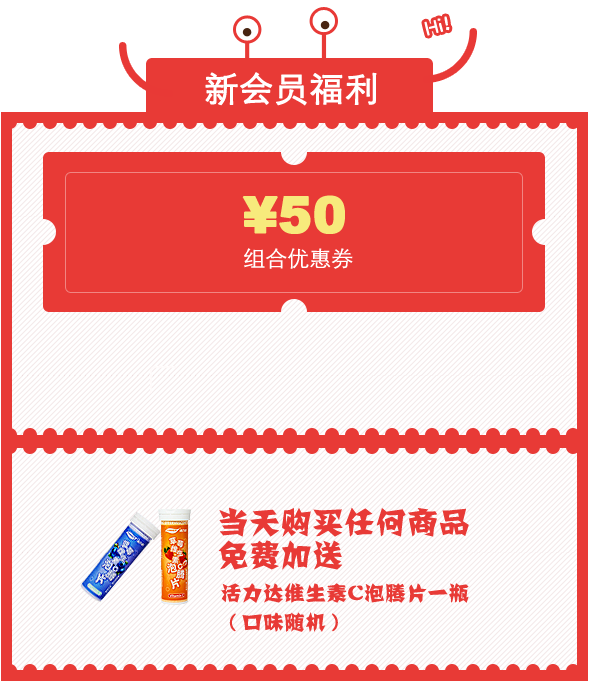 Hi!
新会员福利
¥50
组合优惠券
当天购买任何商品
免费加送
活力达维生素C泡腾片一瓶
（口味随机）